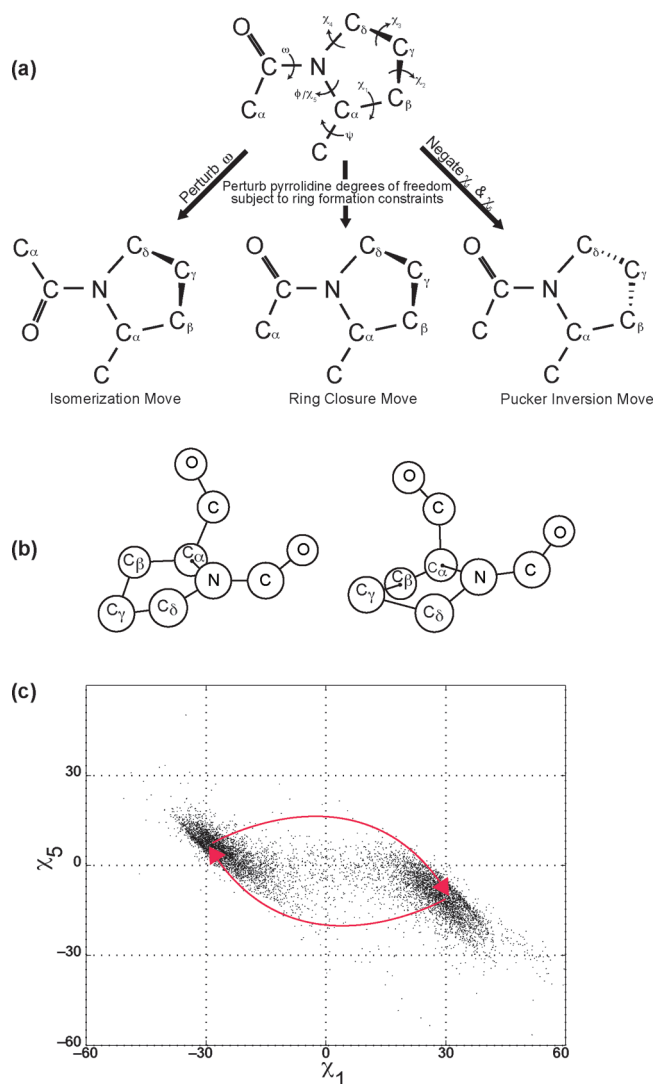 (a)
O
C
ω
N
χ₄
Cδ
χ₃
Cγ
χ₂
Cβ
χ₁
Cα
φ/χ₅
Cα
ψ
C
Perturb ω
Perturb pyrrolidine degrees of freedom
subject to ring formation constraints
Negate χ₁ & χ₅
Cα
C
O
N
Cδ
Cγ
Cβ
Cα
C
O
C
Cα
N
Cδ
Cγ
Cβ
Cα
C
O
C
C
N
Cδ
Cγ
Cβ
Cα
C
Isomerization Move
Ring Closure Move
Pucker Inversion Move
(b)
O
C
Cβ
Cα
N
C
O
Cγ
Cδ
O
C
Cα
Cβ
N
C
O
Cγ
Cδ
(c)
30
0
−30
−60
χ₅
−60
−30
0
30
60
χ₁